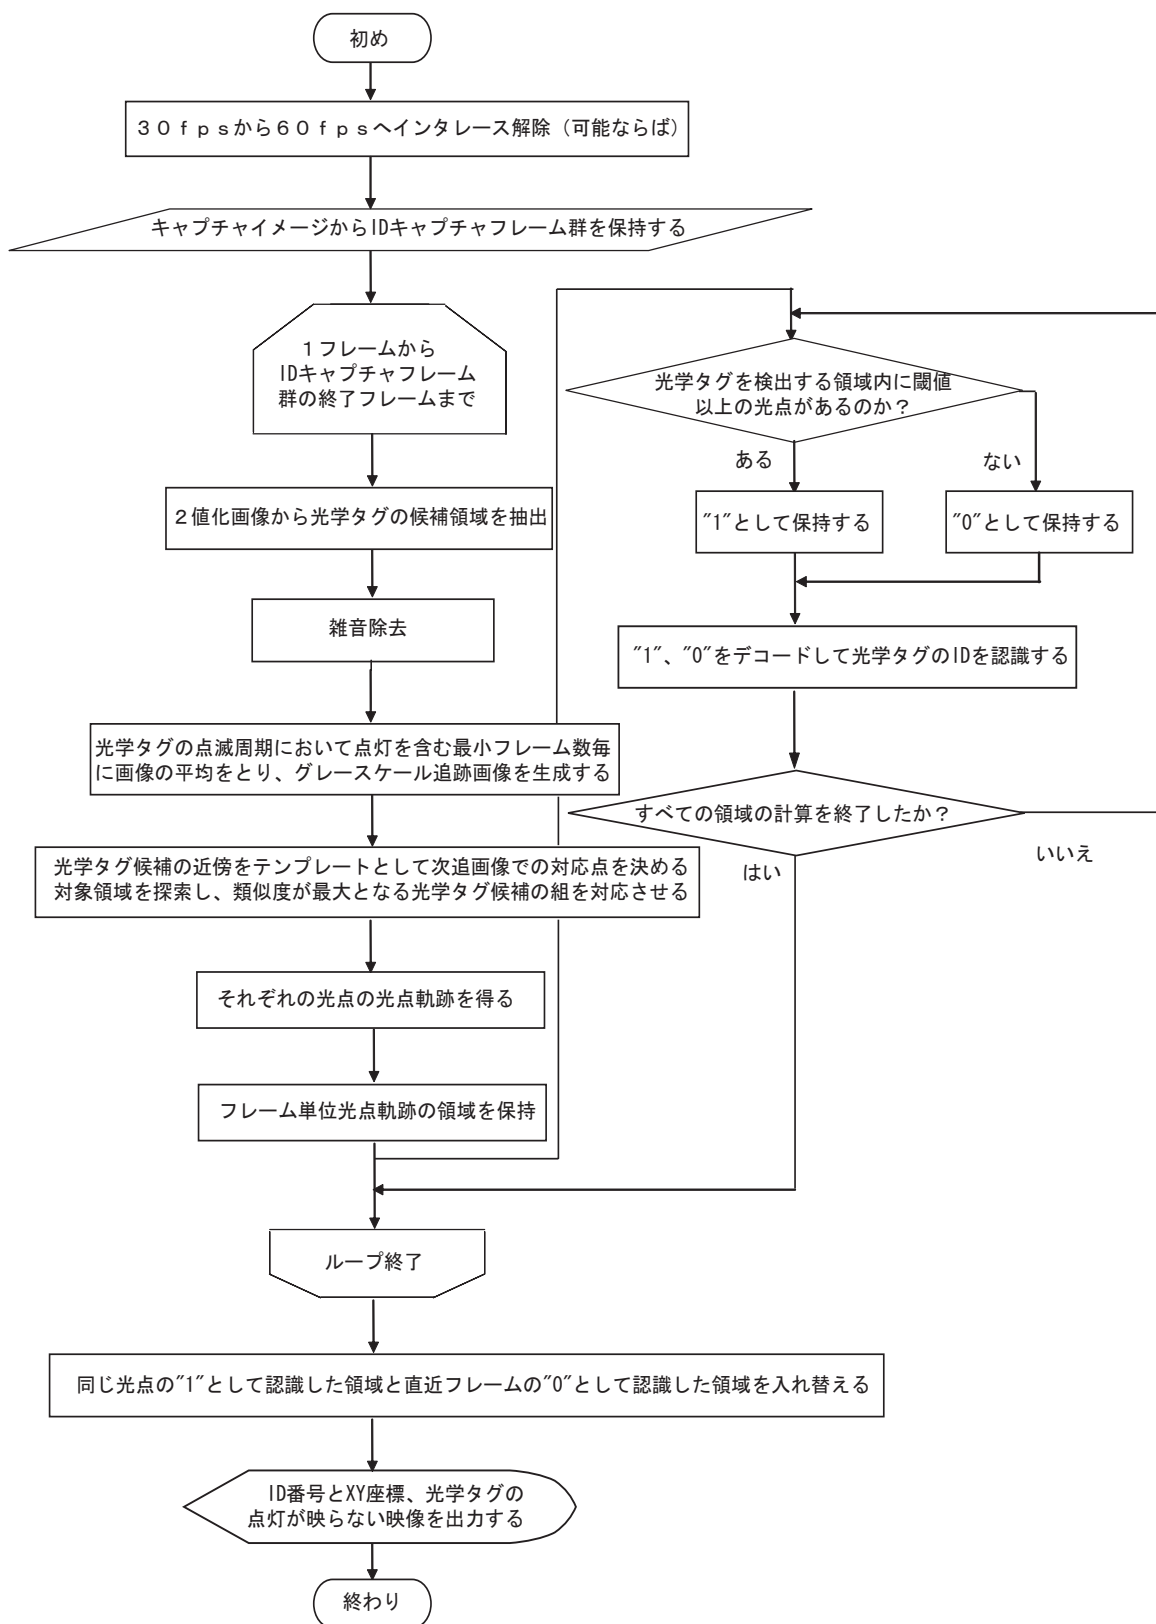 初め
30fpsから60fpsへインタレース解除（可能ならば）
キャプチャイメージからIDキャプチャフレーム群を保持する
1フレームから
IDキャプチャフレーム
群の終了フレームまで
2値化画像から光学タグの候補領域を抽出
雑音除去
光学タグの点滅周期において点灯を含む最小フレーム数毎
に画像の平均をとり、グレースケール追跡画像を生成する
光学タグ候補の近傍をテンプレートとして次追画像での対応点を決める
対象領域を探索し、類似度が最大となる光学タグ候補の組を対応させる
それぞれの光点の光点軌跡を得る
フレーム単位光点軌跡の領域を保持
光学タグを検出する領域内に閾値
以上の光点があるのか？
ある
ない
"1"として保持する
"0"として保持する
"1"、"0"をデコードして光学タグのIDを認識する
すべての領域の計算を終了したか？
いいえ
はい
ループ終了
同じ光点の"1"として認識した領域と直近フレームの"0"として認識した領域を入れ替える
ID番号とXY座標、光学タグの
点灯が映らない映像を出力する
終わり